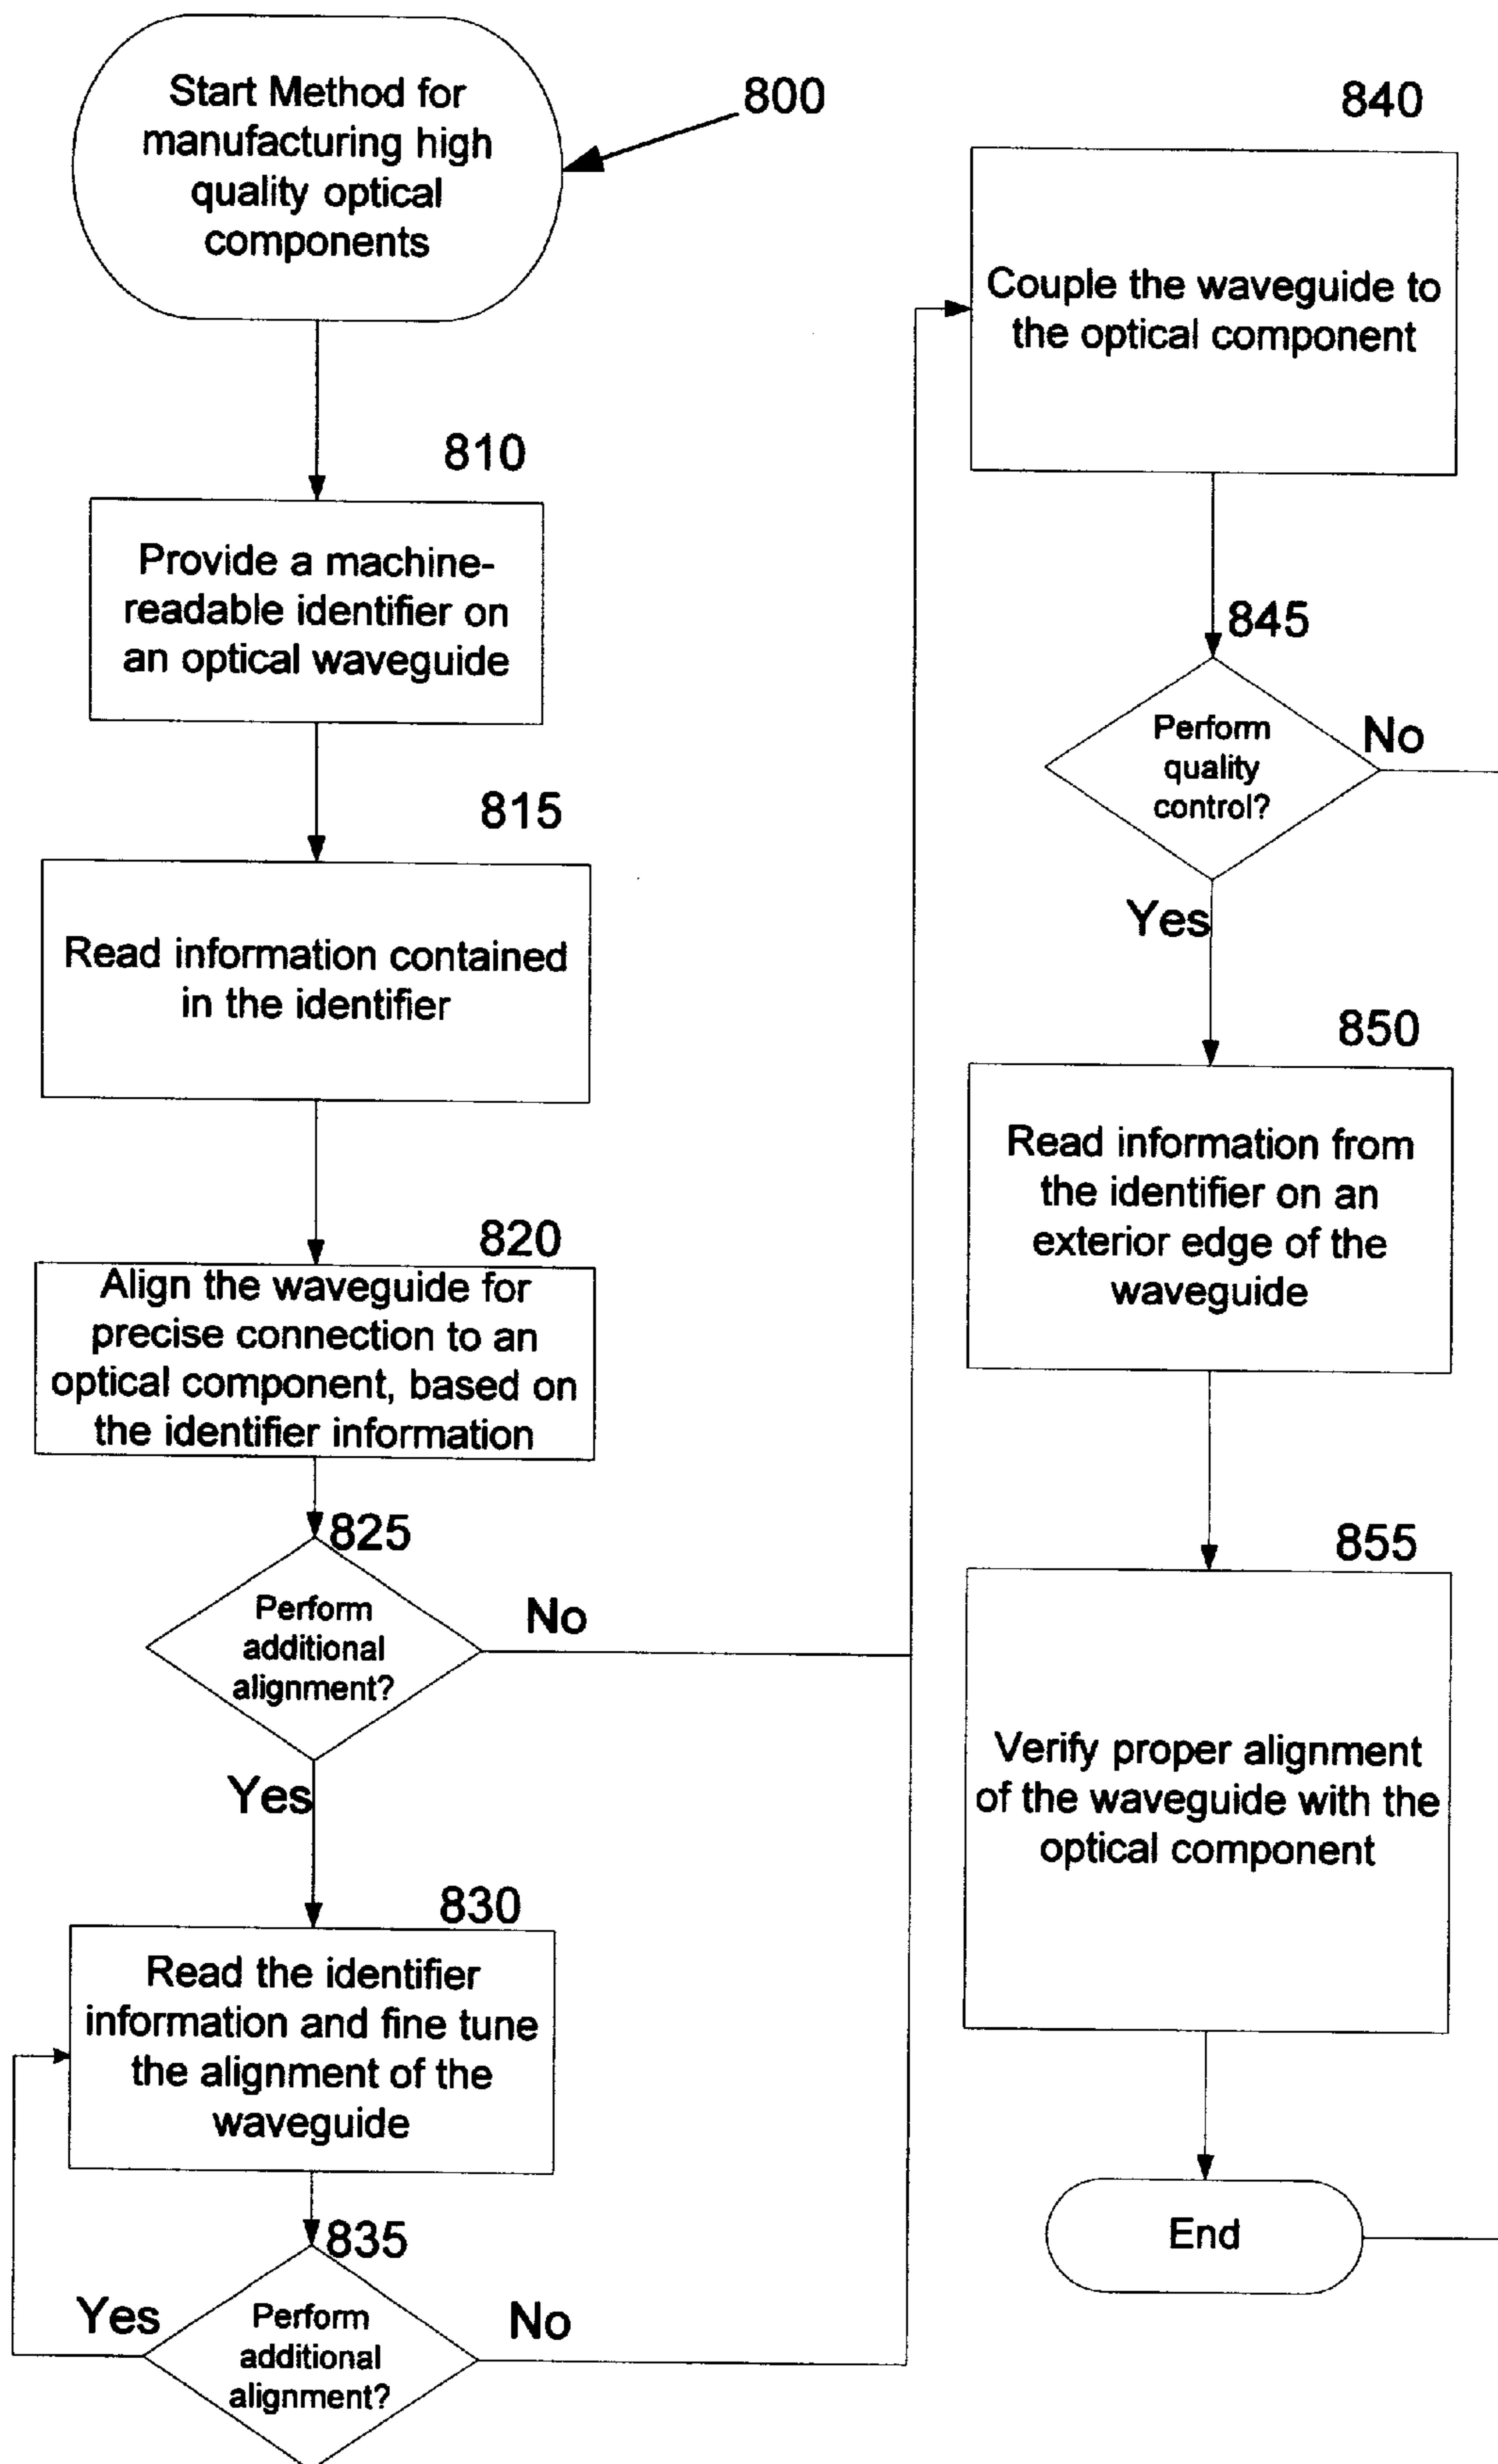 Start Method for
manufacturing high
quality optical
components
800
810
Provide a machine-
readable identifier on
an optical waveguide
815
Read information contained
in the identifier
820
Align the waveguide for
precise connection to an
optical component, based on
the identifier information
825
Perform
additional
alignment?
No
Yes
830
Read the identifier
information and fine tune
the alignment of the
waveguide
835
Yes
Perform
additional
alignment?
No
840
Couple the waveguide to
the optical component
845
Perform
quality
control?
No
Yes
850
Read information from
the identifier on an
exterior edge of the
waveguide
855
Verify proper alignment
of the waveguide with the
optical component
End